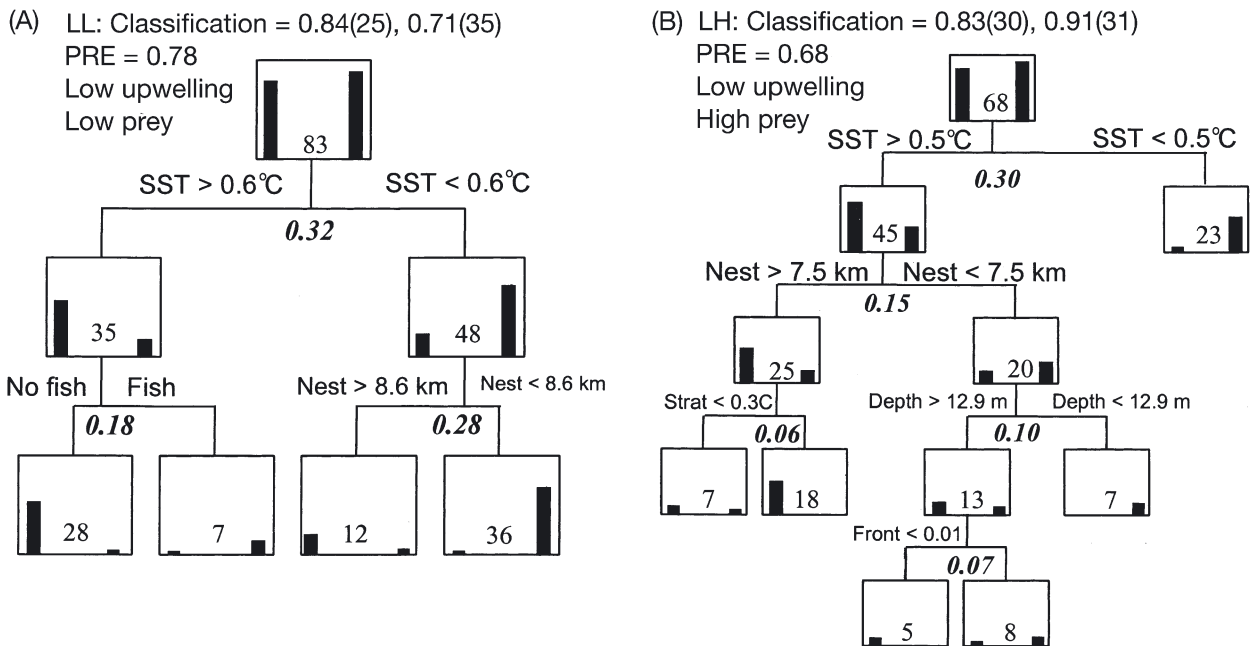 (A) LL: Classification = 0.84(25), 0.71(35)
PRE = 0.78
Low upwelling
Low prey
83
SST > 0.6℃ SST < 0.6℃
0.32
35 48
No fish Fish Nest > 8.6 km Nest < 8.6 km
0.18 0.28
28 7 12 36
(B) LH: Classification = 0.83(30), 0.91(31)
PRE = 0.68
Low upwelling
High prey
68
SST > 0.5℃ SST < 0.5℃
0.30
45 23
Nest > 7.5 km Nest < 7.5 km
0.15
25 20
Strat < 0.3C Depth > 12.9 m Depth < 12.9 m
0.06 0.10
7 18 13 7
Front < 0.01
0.07
5 8